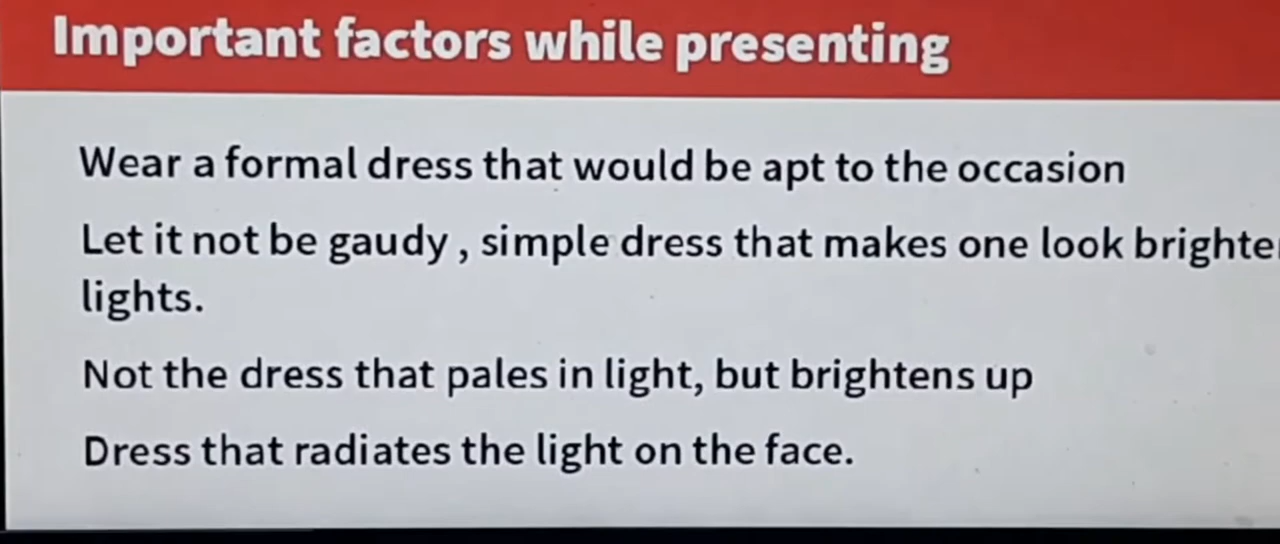 Important factors while presenting
Wear a formal dress that would be apt to the occasion
Let it not be gaudy , simple dress that makes one look
lights.
Not the dress that pales in light, but brightens up
Dress that radiates the light on the face.